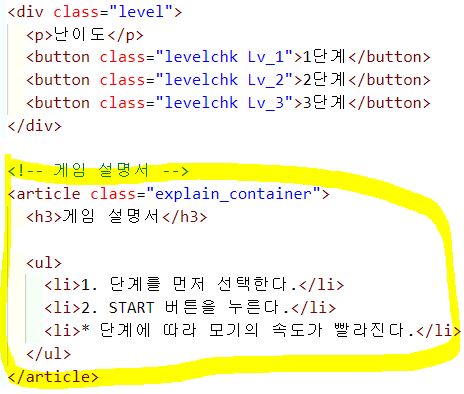 <div class="level">
<p>난이도</p>
<button class="levelchk Lv_1">1단계</button>
<button class="levelchk Lv_2">2단계</button>
<button class="levelchk Lv_3">3단계</button>
</div>
<!-- 게임 설명서 -->
<article class="explain_container">
<h3>게임 설명서</h3>
<ul>
<li>1. 단계를 먼저 선택한다.</li>
<li>2. START 버튼을 누른다.</li>
<li>* 단계에 따라 모기의 속도가 빨라진다.</li>
</ul>
</article>